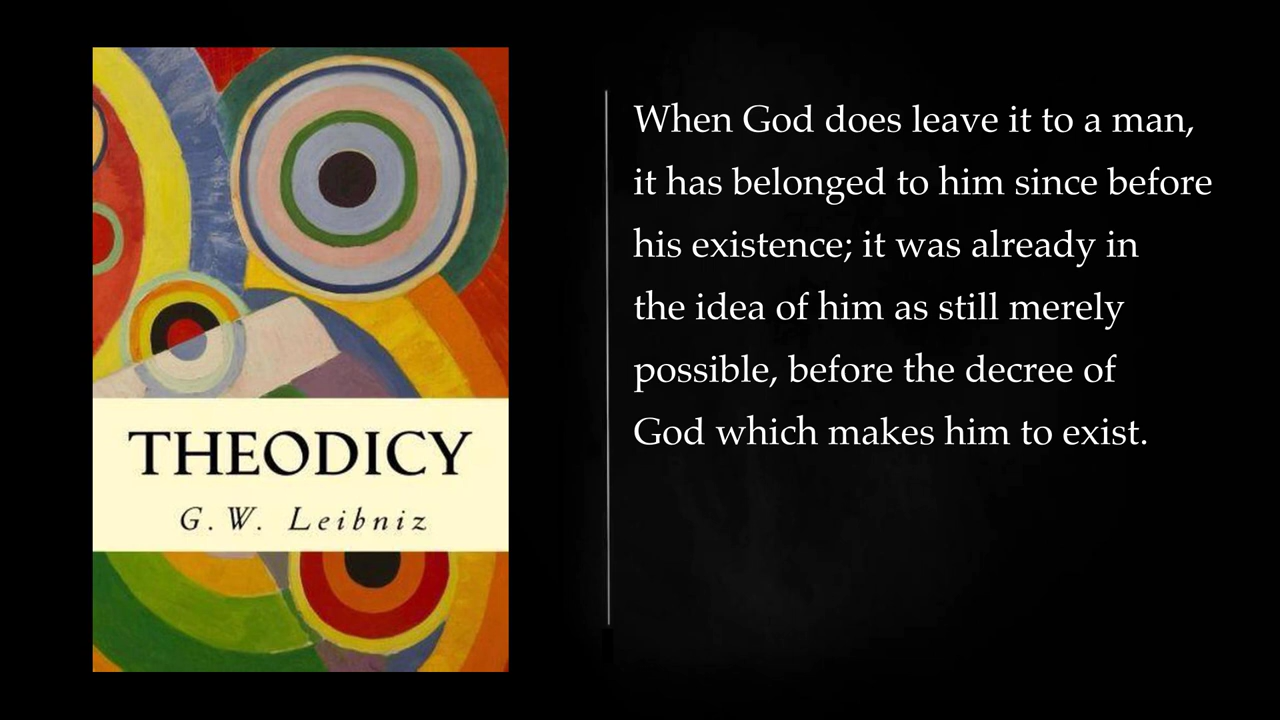 THEODICY
G. W. Leibniz
When God does leave it to a man,
it has belonged to him since before
his existence; it was already in
the idea of him as still merely
possible, before the decree of
God which makes him to exist.